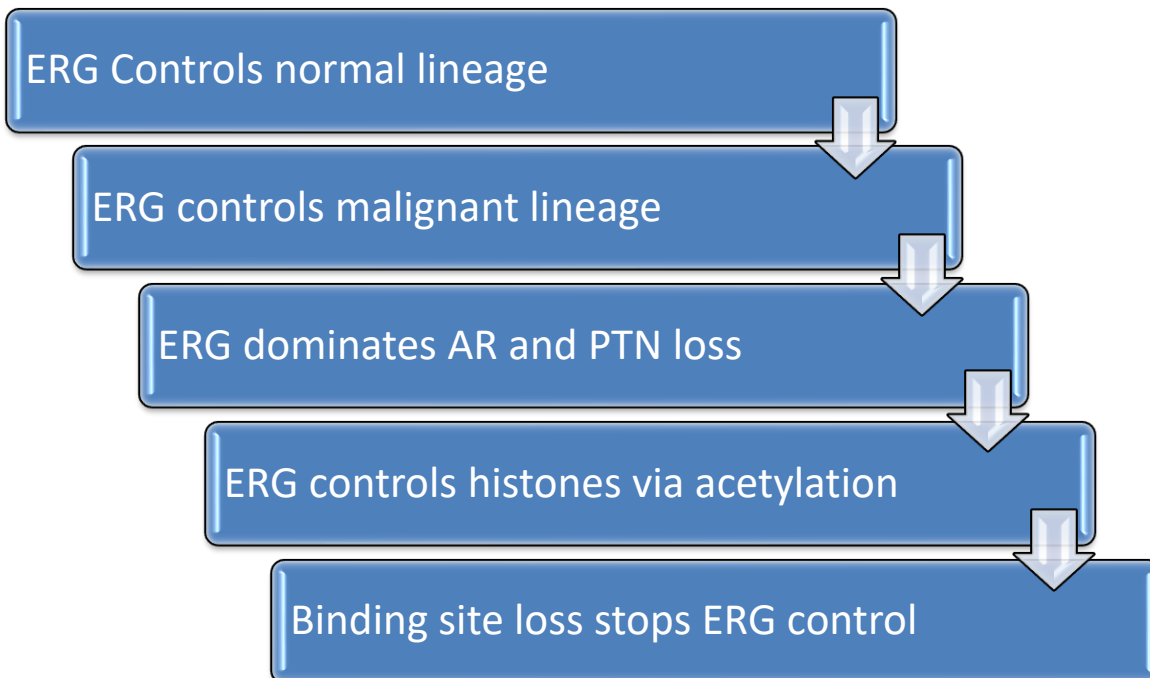 ERG Controls normal lineage
ERG controls malignant lineage
ERG dominates AR and PTN loss
ERG controls histones via acetylation
Binding site loss stops ERG control